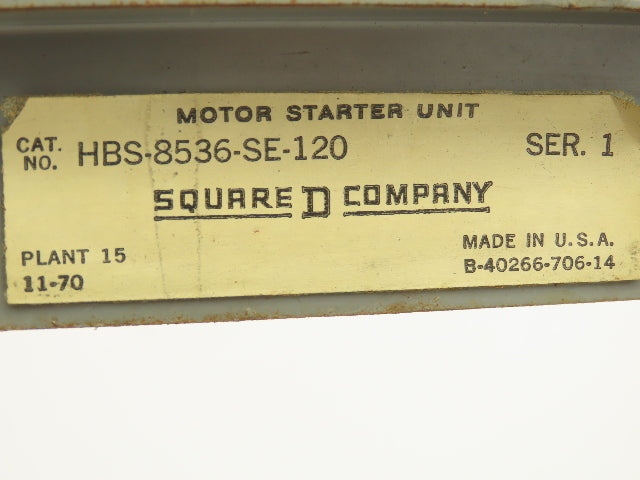 MOTOR STARTER UNIT
CAT. NO. HBS-8536-SE-120 SER. 1
SQUARE D COMPANY
PLANT 15 MADE IN U.S.A.
11-70 B-40266-706-14